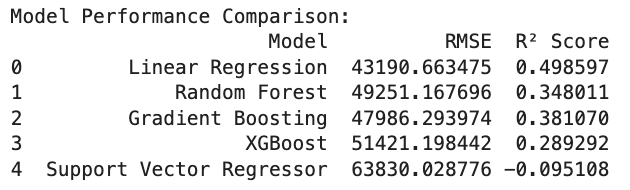 Model Performance Comparison:
Model RMSE R² Score
0 Linear Regression 43190.663475 0.498597
1 Random Forest 49251.167696 0.348011
2 Gradient Boosting 47986.293974 0.381070
3 XGBoost 51421.198442 0.289292
4 Support Vector Regressor 63830.028776 -0.095108